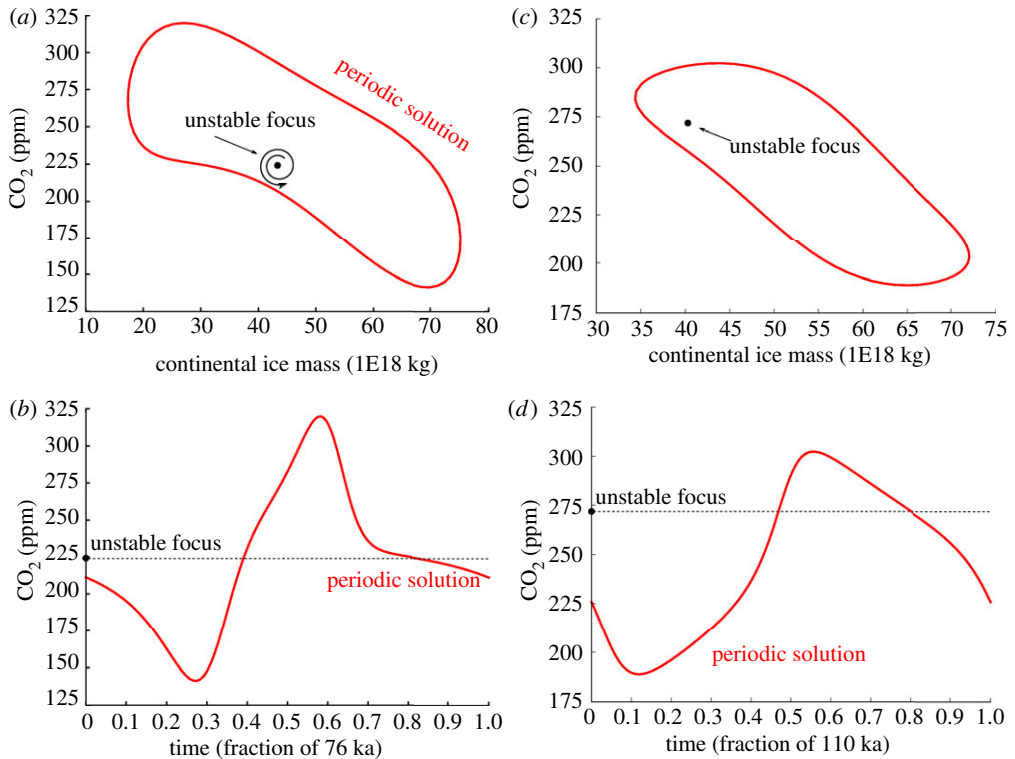 (a)
325
300
275
250
225
200
175
150
125
CO2 (ppm)
periodic solution
unstable focus
10 20 30 40 50 60 70 80
continental ice mass (1E18 kg)
(c)
325
300
275
250
225
200
175
CO2 (ppm)
unstable focus
30 35 40 45 50 55 60 65 70 75
continental ice mass (1E18 kg)
(b)
325
300
275
250
225
200
175
150
125
CO2 (ppm)
unstable focus
periodic solution
0 0.1 0.2 0.3 0.4 0.5 0.6 0.7 0.8 0.9 1.0
time (fraction of 76 ka)
(d)
325
300
275
250
225
200
175
CO2 (ppm)
unstable focus
periodic solution
0 0.1 0.2 0.3 0.4 0.5 0.6 0.7 0.8 0.9 1.0
time (fraction of 110 ka)